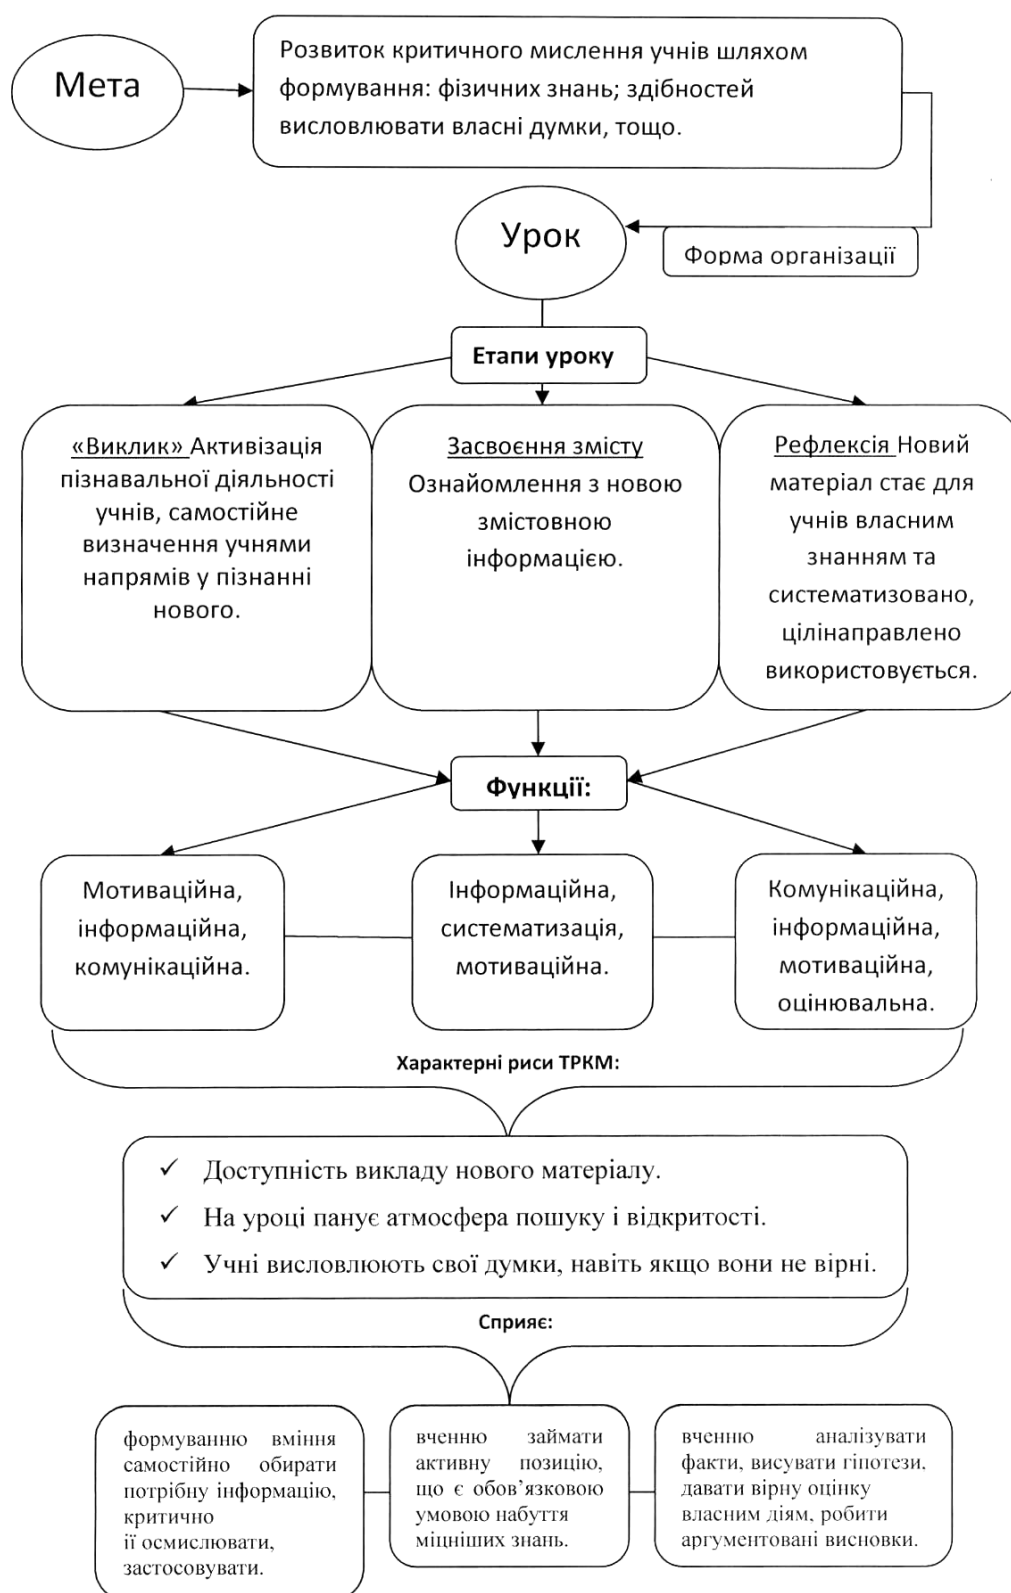 Мета
Розвиток критичного мислення учнів шляхом
формування: фізичних знань; здібностей
висловлювати власні думки, тощо.
Урок
Форма організації
Етапи уроку
«Виклик» Активізація
пізнавальної діяльності
учнів, самостійне
визначення учнями
напрямів у пізнанні
нового.
Засвоєння змісту
Ознайомлення з новою
змістовною
інформацією.
Рефлексія Новий
матеріал стає для
учнів власним
знанням та
систематизовано,
цілінаправлено
використовується.
Функції:
Мотиваційна,
інформаційна,
комунікаційна.
Інформаційна,
систематизація,
мотиваційна.
Комунікаційна,
інформаційна,
мотиваційна,
оцінювальна.
Характерні риси ТРКМ:
✓ Доступність викладу нового матеріалу.
✓ На уроці панує атмосфера пошуку і відкритості.
✓ Учні висловлюють свої думки, навіть якщо вони не вірні.
Сприяє:
формуванню вміння
самостійно обирати
потрібну інформацію,
критично
її осмислювати,
застосовувати.
вченню займати
активну позицію,
що є обов’язковою
умовою набуття
міцніших знань.
вченню аналізувати
факти, висувати гіпотези,
давати вірну оцінку
власним діям, робити
аргументовані висновки.